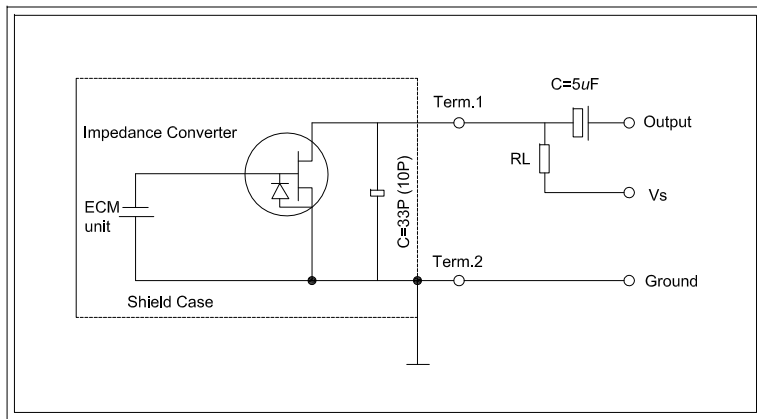 C=5uF
Term.1
Output
Impedance Converter
RL
C=33P (10P)
Vs
ECM
unit
Term.2
Ground
Shield Case